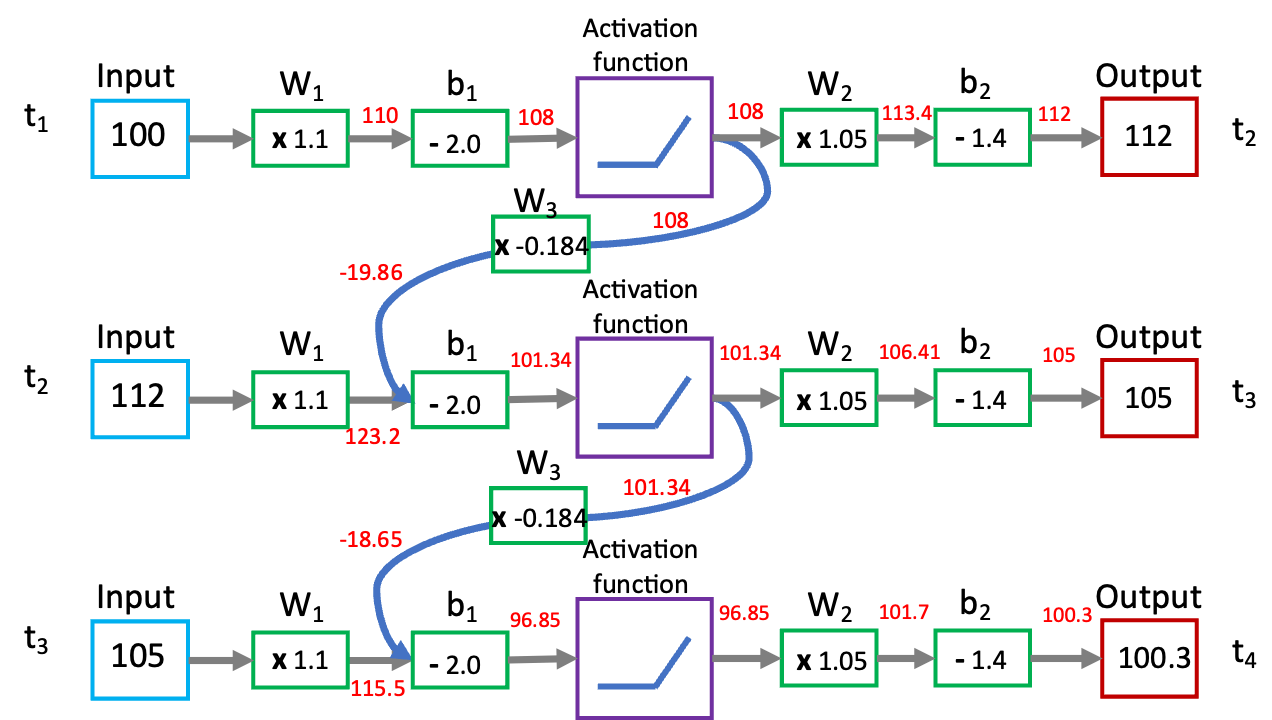 Activation
function
Input
W1
b1
W2
b2
Output
t1
100
x 1.1
110
- 2.0
108
108
x 1.05
113.4
- 1.4
112
112
t2
W3
x -0.184
108
-19.86
Activation
function
Input
W1
b1
W2
b2
Output
t2
112
x 1.1
123.2
- 2.0
101.34
101.34
x 1.05
106.41
- 1.4
105
105
t3
W3
x -0.184
101.34
-18.65
Activation
function
Input
W1
b1
W2
b2
Output
t3
105
x 1.1
115.5
- 2.0
96.85
96.85
x 1.05
101.7
- 1.4
100.3
100.3
t4